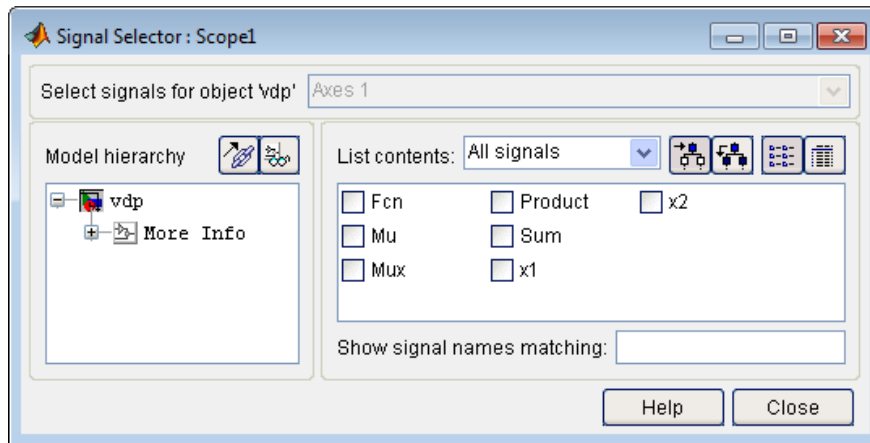 Signal Selector : Scope1
Select signals for object 'vdp' Axes 1
Model hierarchy
vdp
More Info
List contents: All signals
Fcn Product x2
Mu Sum
Mux x1
Show signal names matching:
Help Close